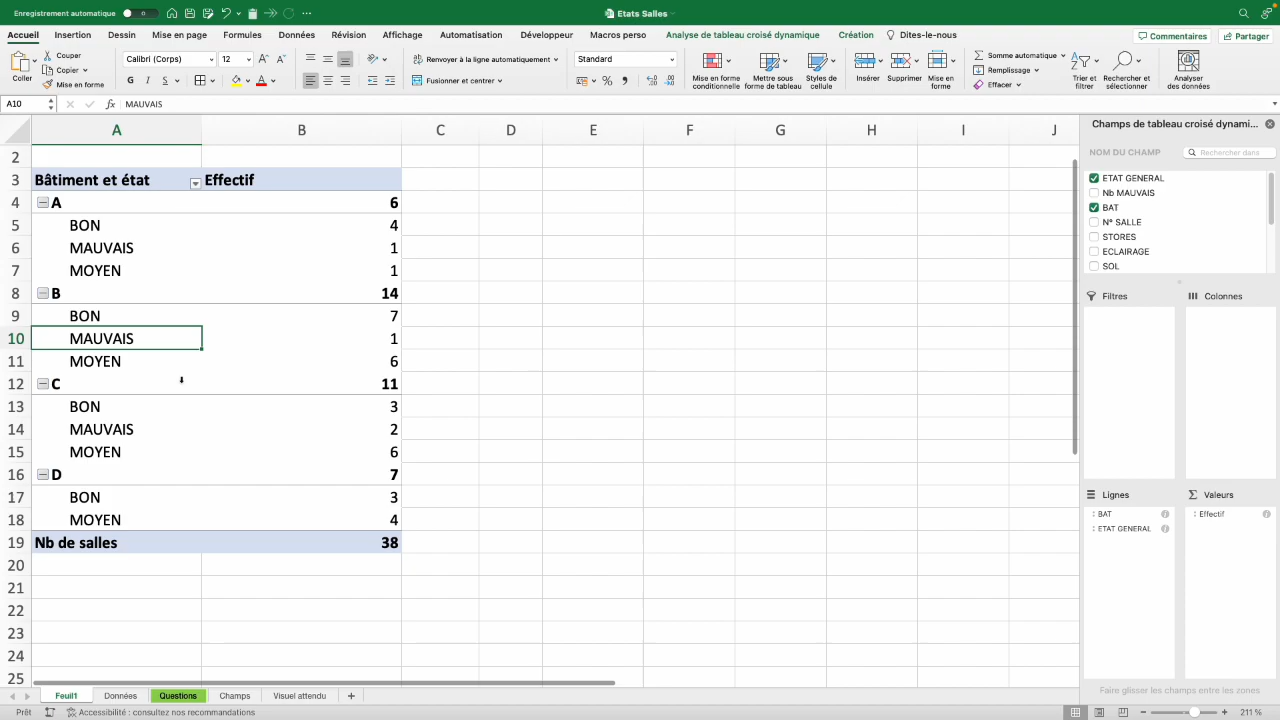 Enregistrement automatique
Etats Salles
Accueil Insertion Dessin Mise en page Formules Données Révision Affichage Automatisation Développeur Macros perso Analyse de tableau croisé dynamique Création Dites-le-nous Commentaires Partager
Coller
Couper
Copier
Mise en forme
Calibri (Corps) 12
G I S
Renvoyer à la ligne automatiquement
Fusionner et centrer
Standard
Mise en forme conditionnelle
Mettre sous forme de tableau
Styles de cellule
Insérer
Supprimer
Mise en forme
Somme automatique
Remplissage
Effacer
Trier et filtrer
Rechercher et sélectionner
Analyser des données
A10 fx MAUVAIS
A B C D E F G H I J
2
3 Bâtiment et état Effectif
4 A 6
5 BON 4
6 MAUVAIS 1
7 MOYEN 1
8 B 14
9 BON 7
10 MAUVAIS 1
11 MOYEN 6
12 C 11
13 BON 3
14 MAUVAIS 2
15 MOYEN 6
16 D 7
17 BON 3
18 MOYEN 4
19 Nb de salles 38
20
21
22
23
24
25
Champs de tableau croisé dynami...
NOM DU CHAMP Rechercher dans
ETAT GENERAL
Nb MAUVAIS
BAT
N° SALLE
STORES
ECLAIRAGE
SOL
Filtres Colonnes
Lignes Valeurs
BAT Effectif
ETAT GENERAL
Faire glisser les champs entre les zones
Feuil1 Données Questions Champs Visuel attendu +
Prêt Accessibilité : consultez nos recommandations 211 %